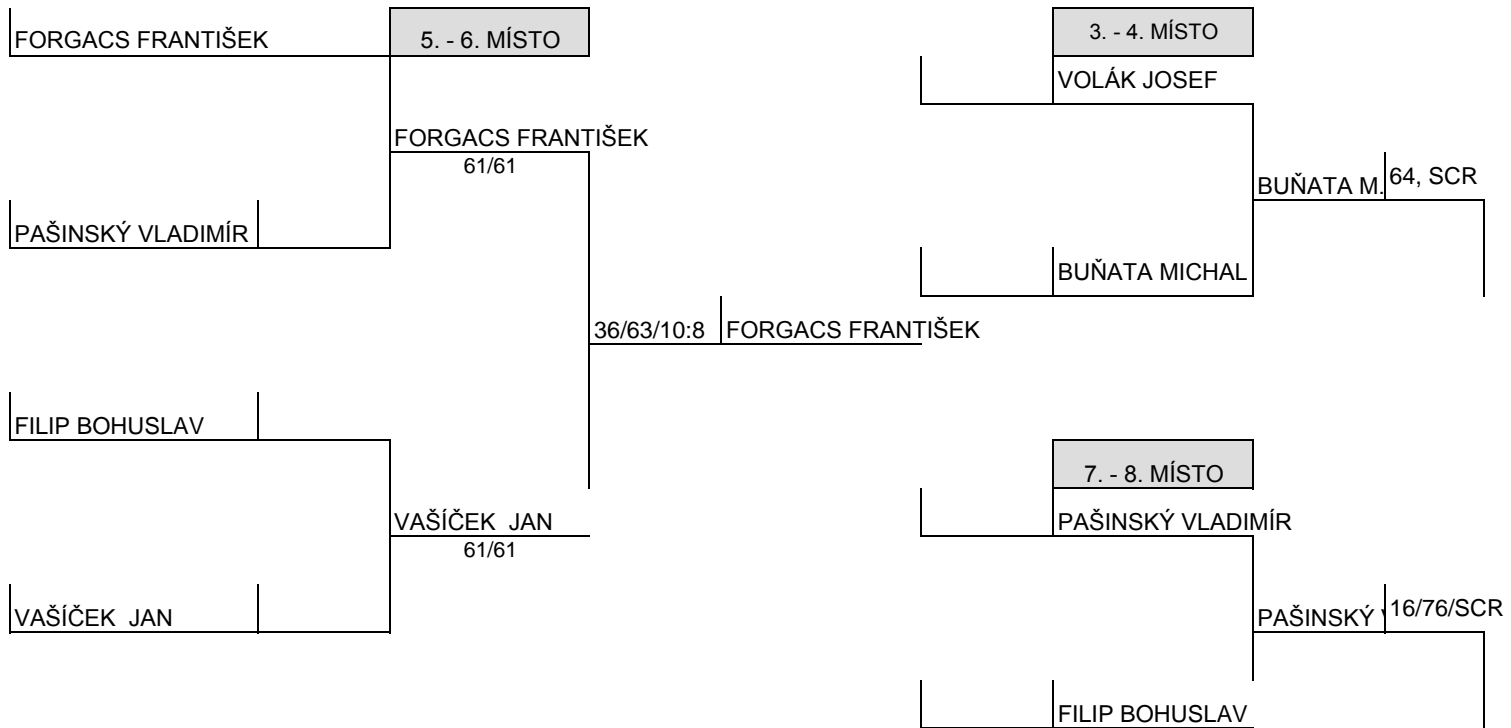 FORGACS FRANTIŠEK
5. - 6. MÍSTO
FORGACS FRANTIŠEK
61/61
PAŠINSKÝ VLADIMÍR
36/63/10:8
FORGACS FRANTIŠEK
FILIP BOHUSLAV
VAŠÍČEK JAN
61/61
VAŠÍČEK JAN
3. - 4. MÍSTO
VOLÁK JOSEF
BUŇATA M.
64, SCR
BUŇATA MICHAL
7. - 8. MÍSTO
PAŠINSKÝ VLADIMÍR
PAŠINSKÝ
16/76/SCR
FILIP BOHUSLAV